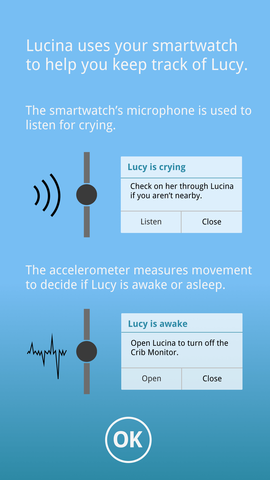 Lucina uses your smartwatch
to help you keep track of Lucy.
The smartwatch's microphone is used to
listen for crying.
Lucy is crying
Check on her through Lucina
if you aren't nearby.
Listen Close
The accelerometer measures movement
to decide if Lucy is awake or asleep.
Lucy is awake
Open Lucina to turn off the
Crib Monitor.
Open Close
OK